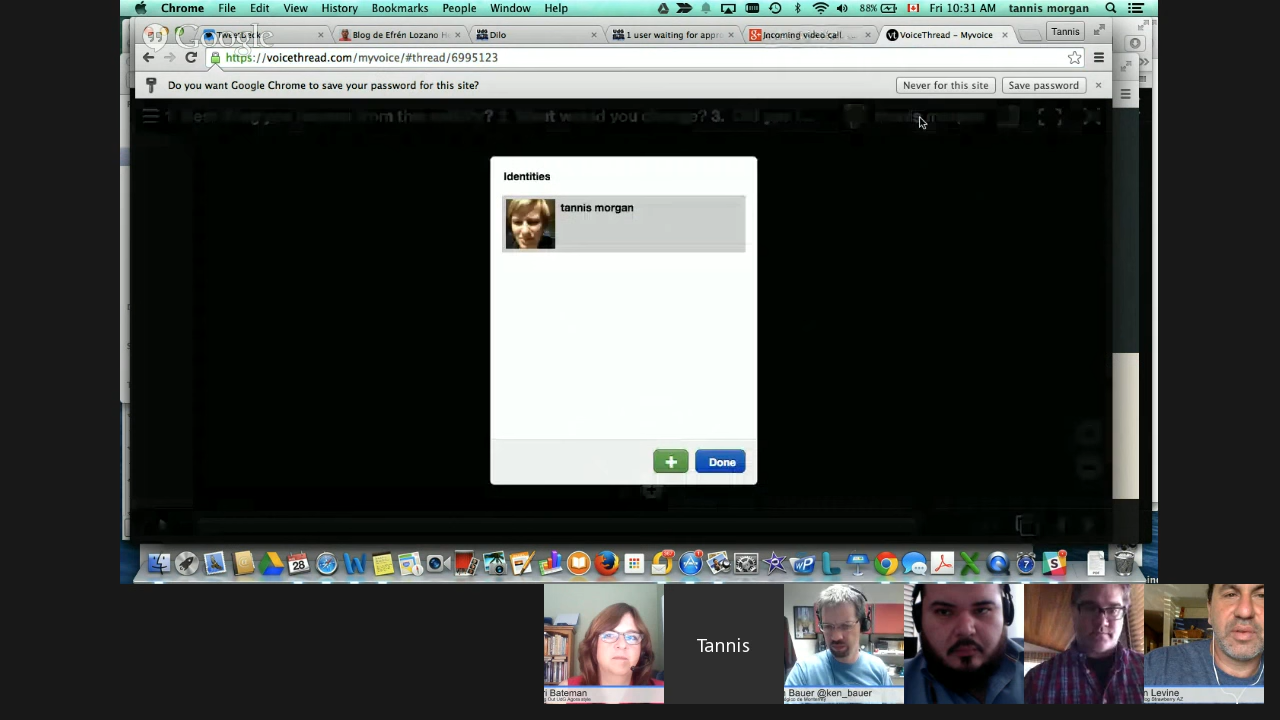 Chrome File Edit View History Bookmarks People Window Help 88% Fri 10:31 AM tannis morgan
Google
Blog de Efrén Lozano Dilo 1 user waiting for appr Incoming video call VoiceThread – Myvoice Tannis
https://voicethread.com/myvoice/#thread/6995123
Do you want Google Chrome to save your password for this site? Never for this site Save password
Identities
tannis morgan
+ Done
28
Tannis
Bateman
Bauer @ken_bauer
Levine